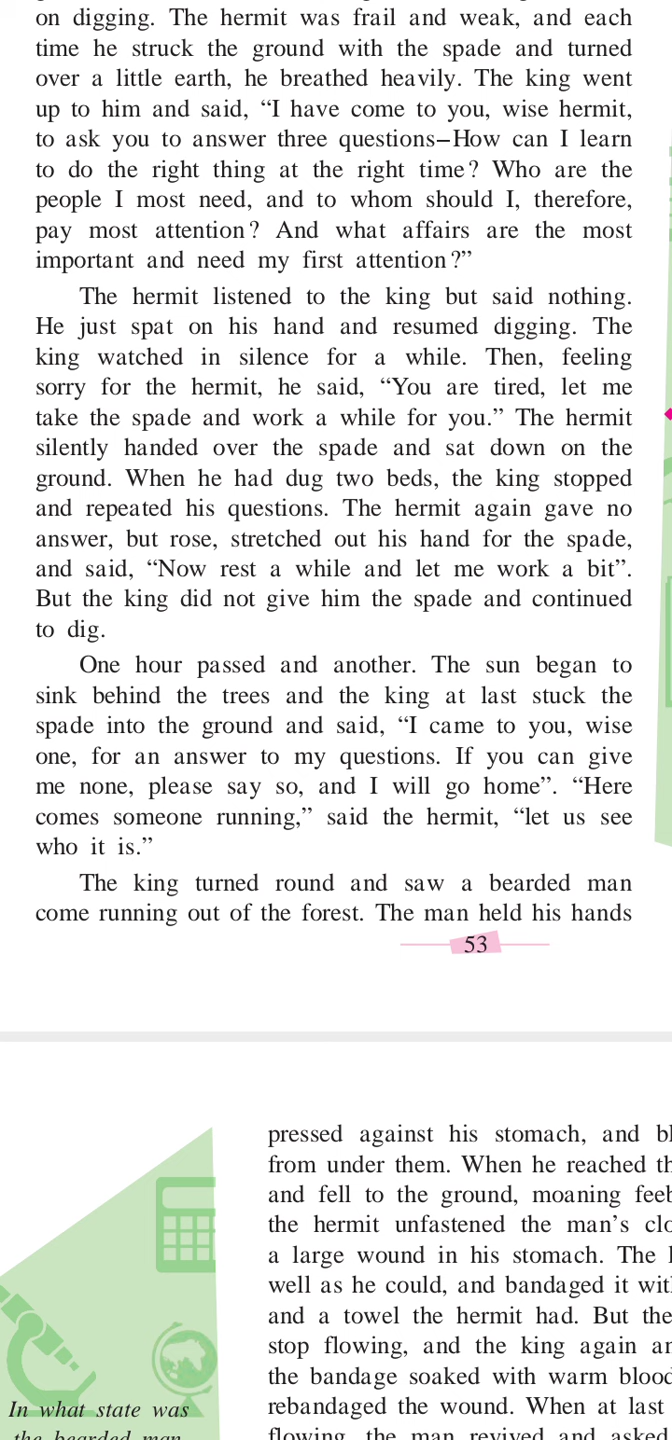 on digging. The hermit was frail and weak, and each
time he struck the ground with the spade and turned
over a little earth, he breathed heavily. The king went
up to him and said, “I have come to you, wise hermit,
to ask you to answer three questions–How can I learn
to do the right thing at the right time? Who are the
people I most need, and to whom should I, therefore,
pay most attention? And what affairs are the most
important and need my first attention?”
The hermit listened to the king but said nothing.
He just spat on his hand and resumed digging. The
king watched in silence for a while. Then, feeling
sorry for the hermit, he said, “You are tired, let me
take the spade and work a while for you.” The hermit
silently handed over the spade and sat down on the
ground. When he had dug two beds, the king stopped
and repeated his questions. The hermit again gave no
answer, but rose, stretched out his hand for the spade,
and said, “Now rest a while and let me work a bit”.
But the king did not give him the spade and continued
to dig.
One hour passed and another. The sun began to
sink behind the trees and the king at last stuck the
spade into the ground and said, “I came to you, wise
one, for an answer to my questions. If you can give
me none, please say so, and I will go home”. “Here
comes someone running,” said the hermit, “let us see
who it is.”
The king turned round and saw a bearded man
come running out of the forest. The man held his hands
53
pressed against his stomach, and
from under them. When he reached
and fell to the ground, moaning
the hermit unfastened the man’s
a large wound in his stomach. The
well as he could, and bandaged it
and a towel the hermit had. But
stop flowing, and the king again
the bandage soaked with warm blood
rebandaged the wound. When at last
flowing, the man revived and asked
In what state was
the bearded man